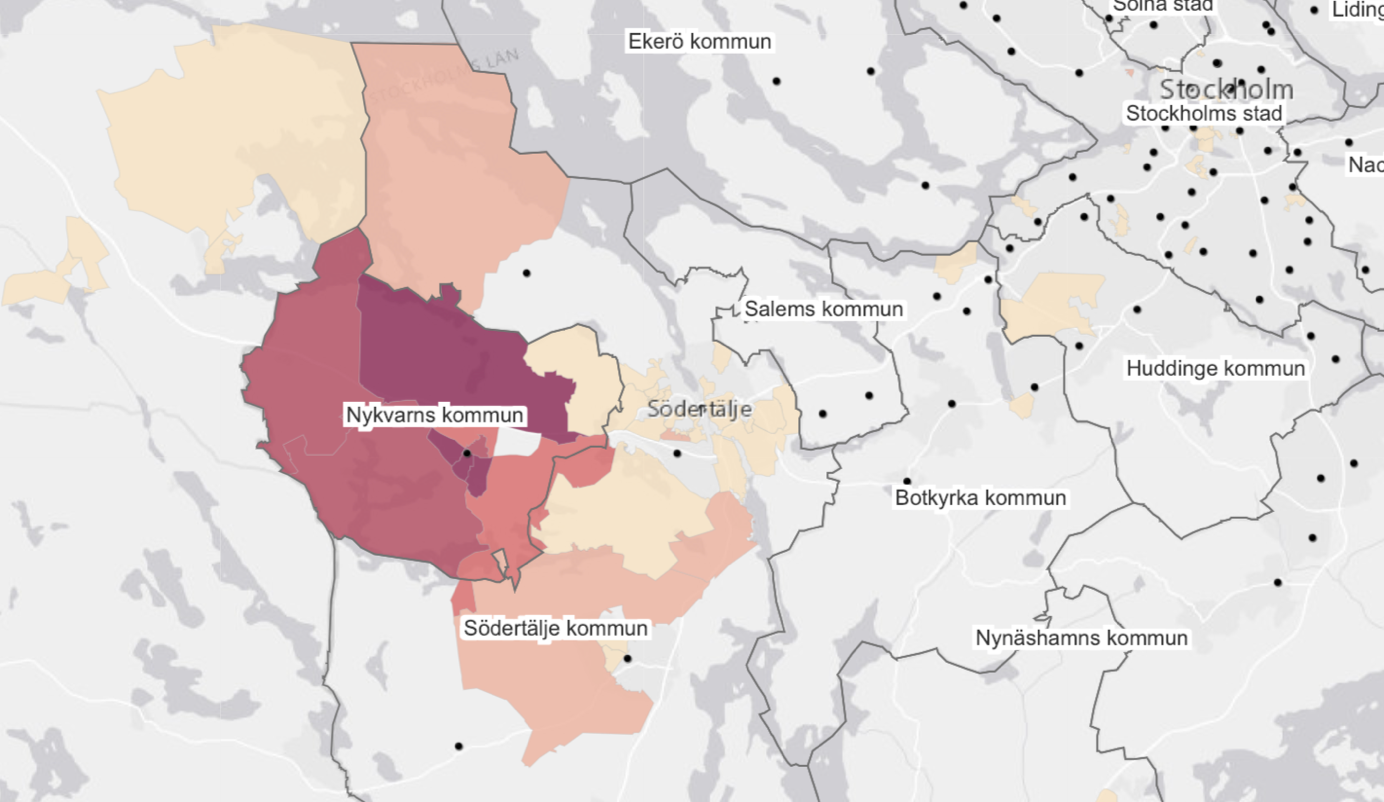 Solna stad
Liding
Ekerö kommun
STOCKHOLMS LÄN
Stockholm
Stockholms stad
Nac
Salems kommun
Huddinge kommun
Nykvarns kommun
Södertälje
Botkyrka kommun
Södertälje kommun
Nynäshamns kommun